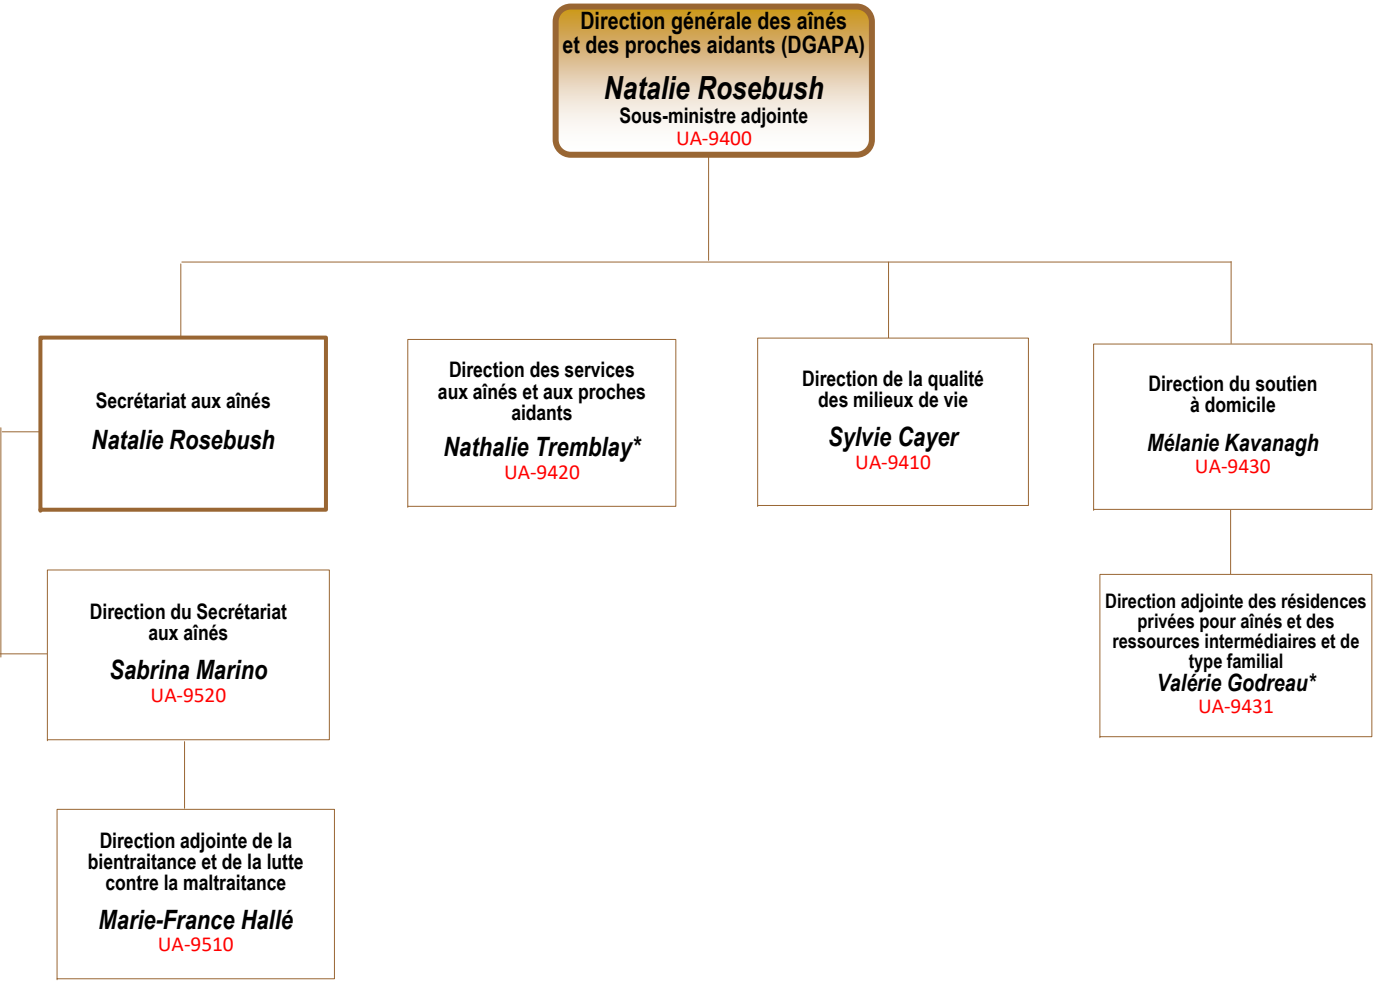 Direction générale des aînés
et des proches aidants (DGAPA)
Natalie Rosebush
Sous-ministre adjointe
UA-9400
Secrétariat aux aînés
Natalie Rosebush
Direction des services
aux aînés et aux proches
aidants
Nathalie Tremblay*
UA-9420
Direction de la qualité
des milieux de vie
Sylvie Cayer
UA-9410
Direction du soutien
à domicile
Mélanie Kavanagh
UA-9430
Direction du Secrétariat
aux aînés
Sabrina Marino
UA-9520
Direction adjointe des résidences
privées pour aînés et des
ressources intermédiaires et de
type familial
Valérie Godreau*
UA-9431
Direction adjointe de la
bientraitance et de la lutte
contre la maltraitance
Marie-France Hallé
UA-9510